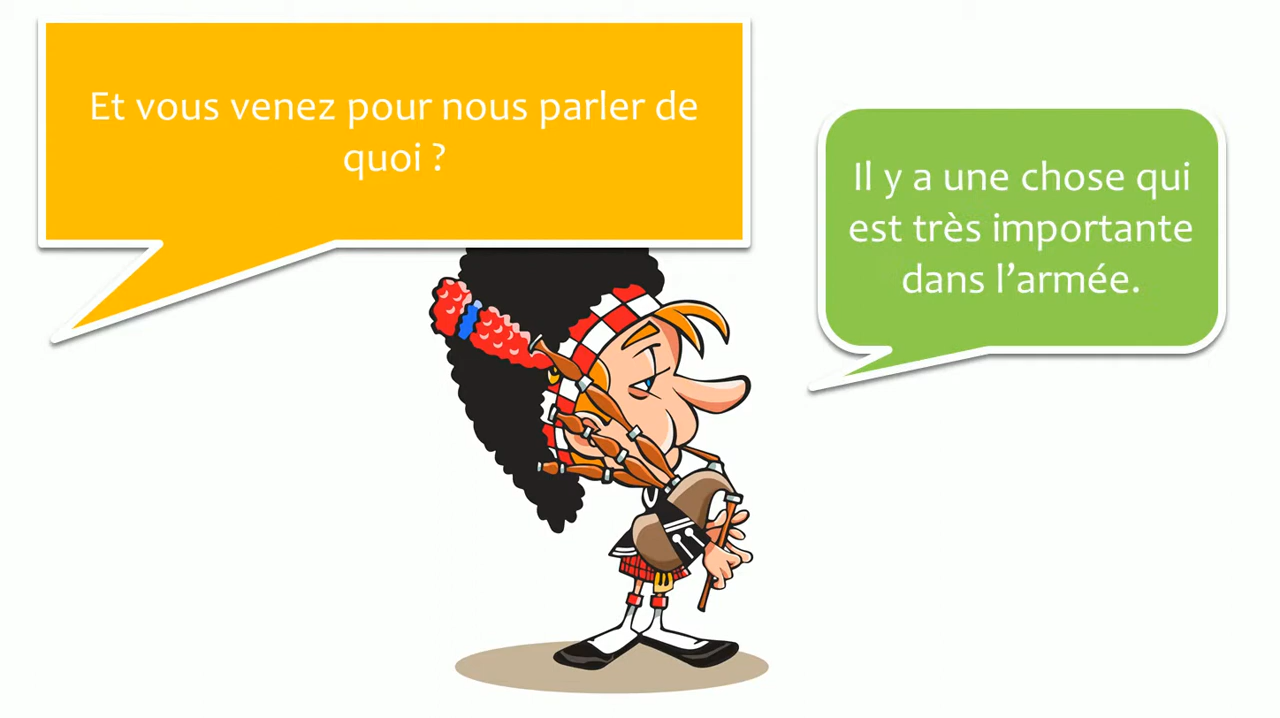 Et vous venez pour nous parler de
quoi ?
Il y a une chose qui
est très importante
dans l’armée.